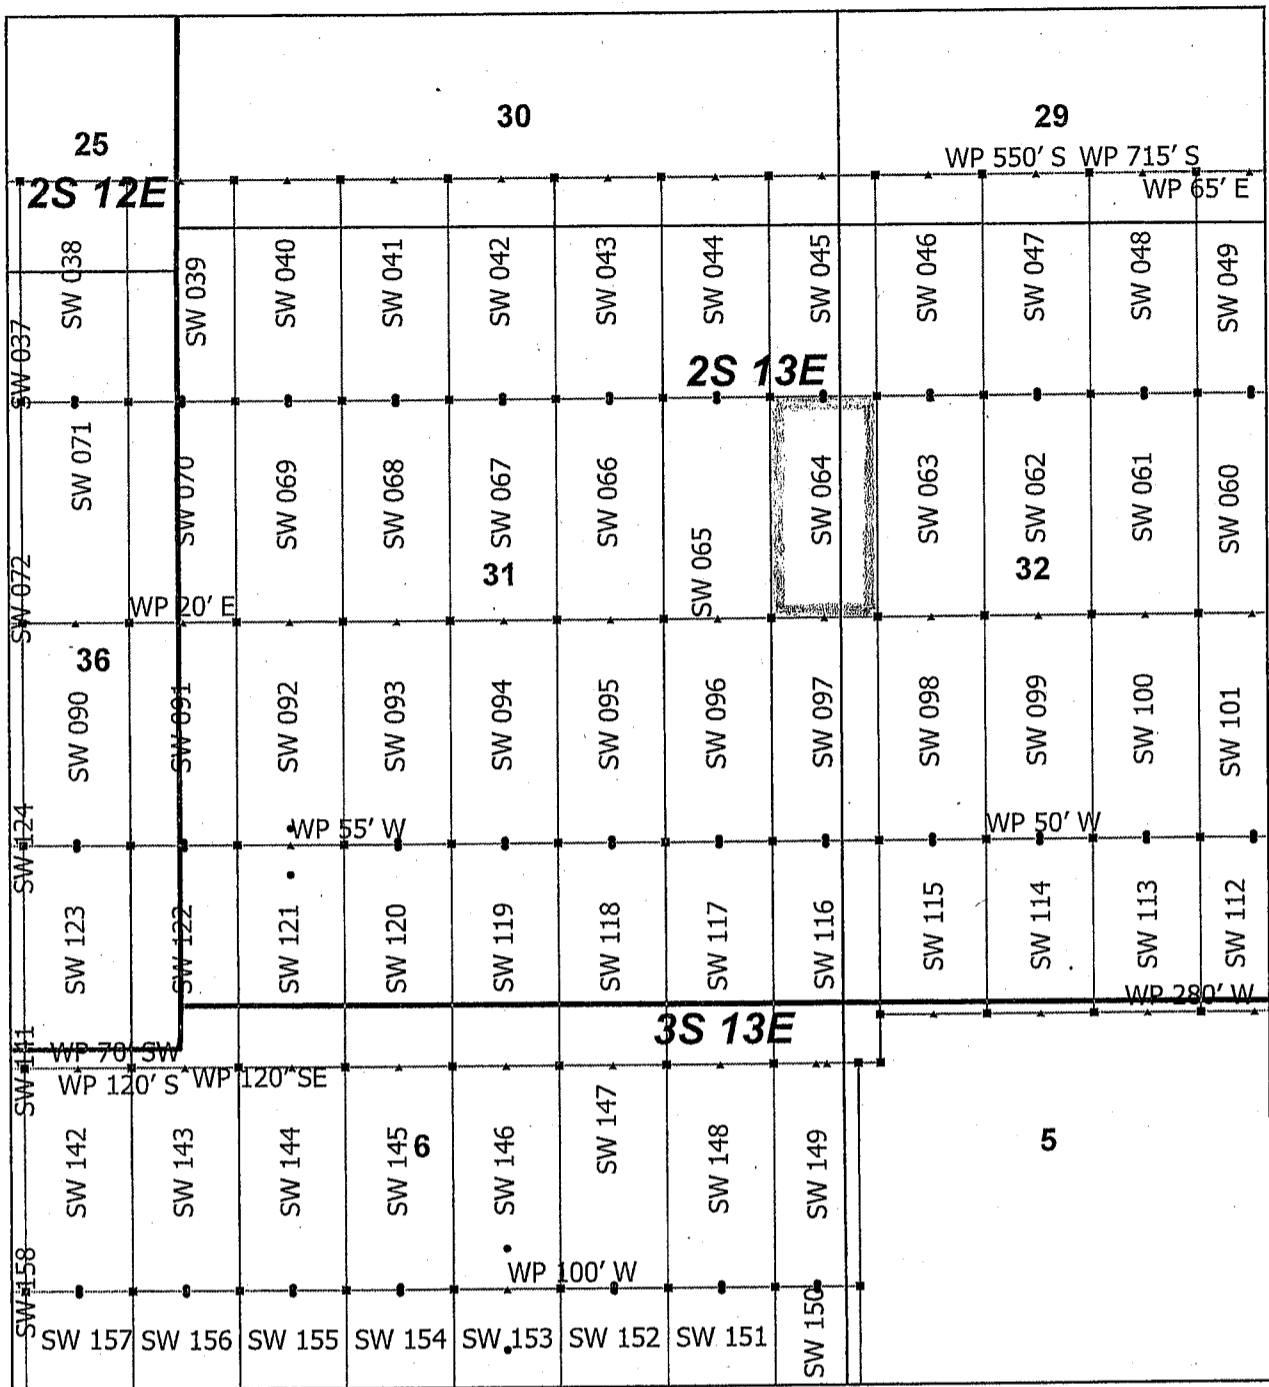 30
29
25
WP 550' S WP 715' S
2S 12E
WP 65' E
SW 037
SW 038
SW 039
SW 040
SW 041
SW 042
SW 043
SW 044
SW 045
SW 046
SW 047
SW 048
SW 049
2S 13E
SW 072
SW 071
SW 070
SW 069
SW 068
SW 067
SW 066
SW 065
SW 064
SW 063
SW 062
SW 061
SW 060
31
32
WP 20' E
36
SW 124
SW 090
SW 091
SW 092
SW 093
SW 094
SW 095
SW 096
SW 097
SW 098
SW 099
SW 100
SW 101
WP 55' W
WP 50' W
SW 123
SW 122
SW 121
SW 120
SW 119
SW 118
SW 117
SW 116
SW 115
SW 114
SW 113
SW 112
WP 280' W
3S 13E
SW 141
WP 70' SW
WP 120' S
WP 120' SE
SW 142
SW 143
SW 144
SW 145
6
SW 146
SW 147
SW 148
SW 149
5
SW 158
WP 100' W
SW 157
SW 156
SW 155
SW 154
SW 153
SW 152
SW 151
SW 150